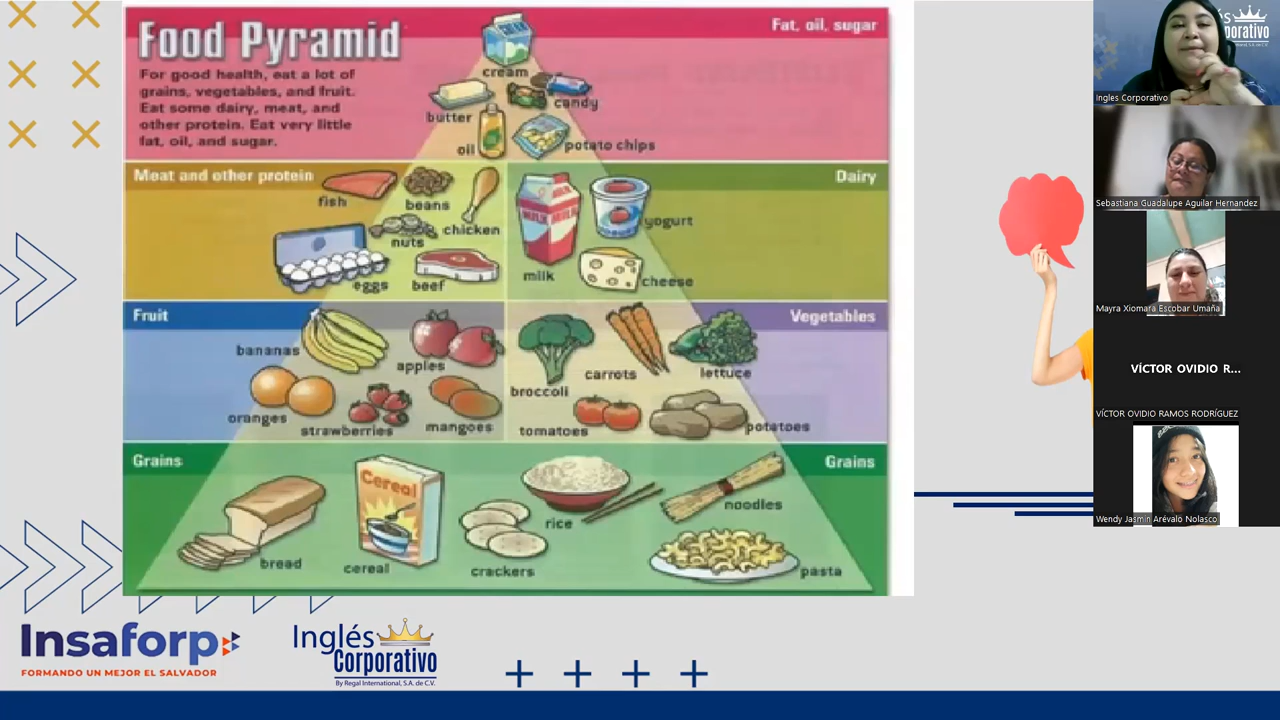 Food Pyramid
For good health, eat a lot of
grains, vegetables, and fruit.
Eat some dairy, meat, and
other protein. Eat very little
fat, oil, and sugar.
Fat, oil, sugar
cream
butter
candy
oil
potato chips
Meat and other protein
fish
beans
chicken
nuts
eggs
beef
Dairy
MILK
yogurt
milk
cheese
Fruit
bananas
apples
oranges
strawberries
mangoes
Vegetables
broccoli
carrots
lettuce
tomatoes
potatoes
Grains
Grains
Cereal
bread
cereal
crackers
rice
noodles
pasta
Insaforp
FORMANDO UN MEJOR EL SALVADOR
Inglés
Corporativo
By Regal International, S.A. de C.V.
Ingles Corporativo
Sebastiana Guadalupe Aguilar Hernandez
Mayra Xiomara Escobar Umaña
VÍCTOR OVIDIO R...
VÍCTOR OVIDIO RAMOS RODRÍGUEZ
Wendy Jasmin Arévalo Nolasco